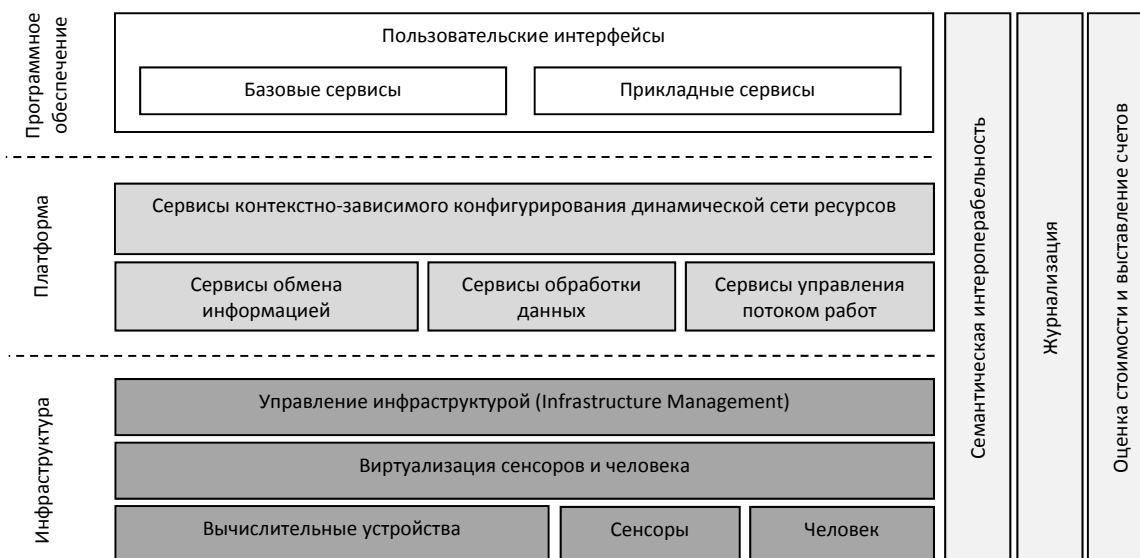 Программное
обеспечение
Пользовательские интерфейсы
Базовые сервисы
Прикладные сервисы
Платформа
Сервисы контекстно-зависимого конфигурирования динамической сети ресурсов
Сервисы обмена
информацией
Сервисы обработки
данных
Сервисы управления
потоком работ
Инфраструктура
Управление инфраструктурой (Infrastructure Management)
Виртуализация сенсоров и человека
Вычислительные устройства
Сенсоры
Человек
Семантическая интероперабельность
Журнализация
Оценка стоимости и выставление счетов